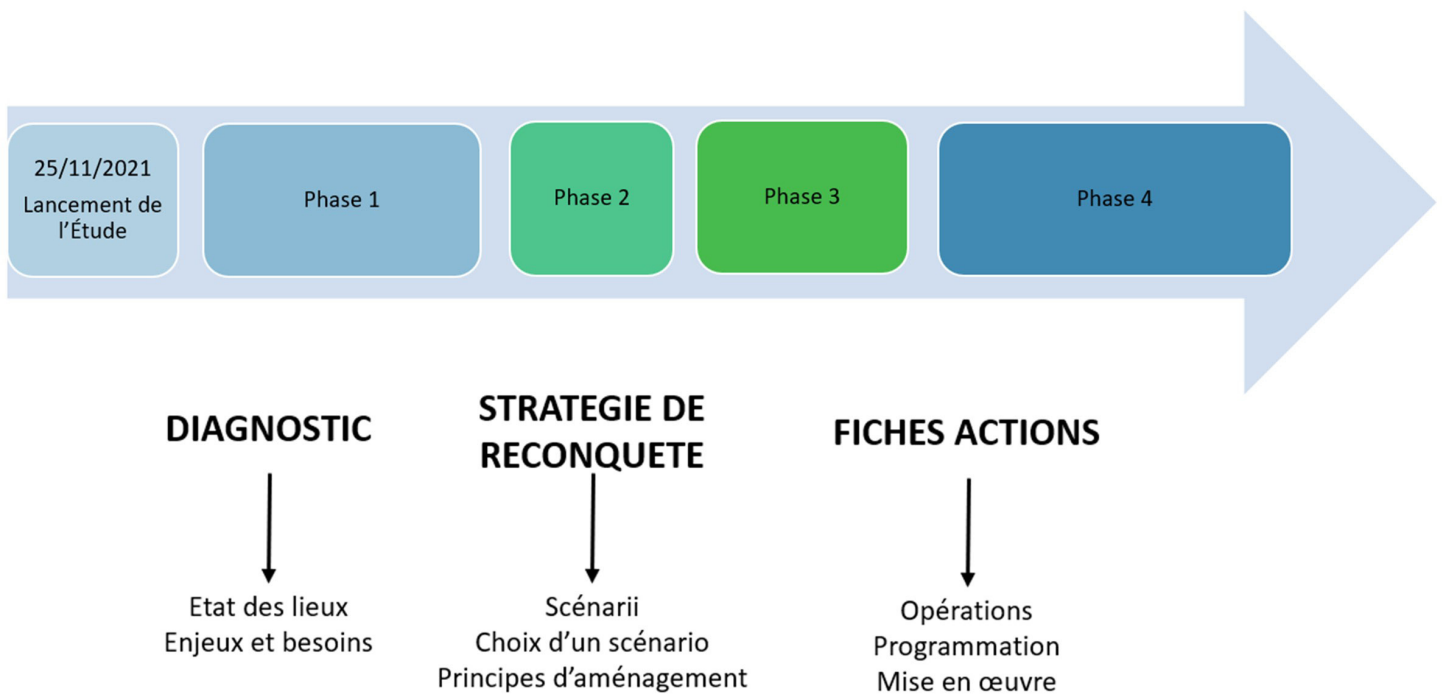 25/11/2021
Lancement de
l’Étude
Phase 1
Phase 2
Phase 3
Phase 4
DIAGNOSTIC
Etat des lieux
Enjeux et besoins
STRATEGIE DE
RECONQUETE
Scénarii
Choix d’un scénario
Principes d’aménagement
FICHES ACTIONS
Opérations
Programmation
Mise en œuvre